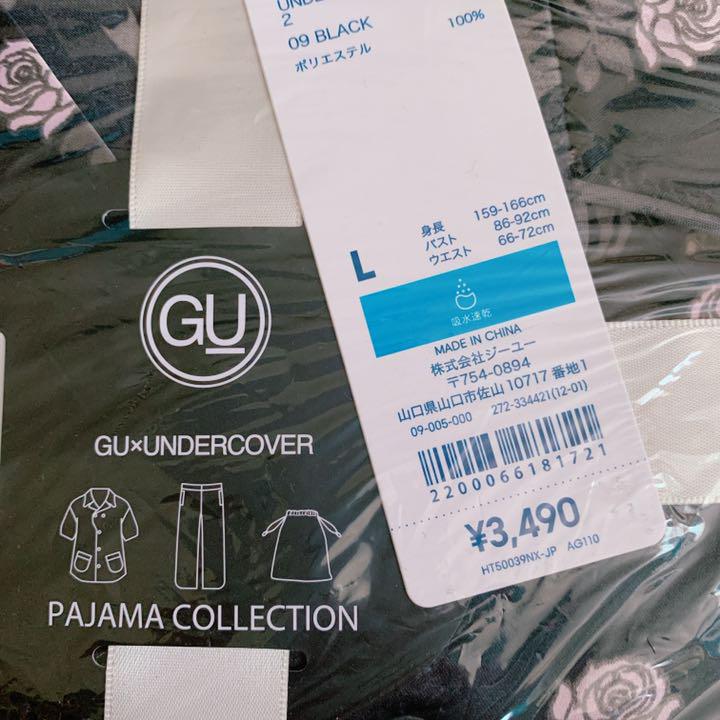 2
09 BLACK 100%
ポリエステル
L
身長 159-166cm
バスト 86-92cm
ウエスト 66-72cm
吸水速乾
MADE IN CHINA
株式会社ジーユー
〒754-0894
山口県山口市佐山 10717 番地1
09-005-000 272-334421(12-01)
2200066181721
¥3,490
HT50039NX-JP AG110
GU
GU×UNDERCOVER
PAJAMA COLLECTION